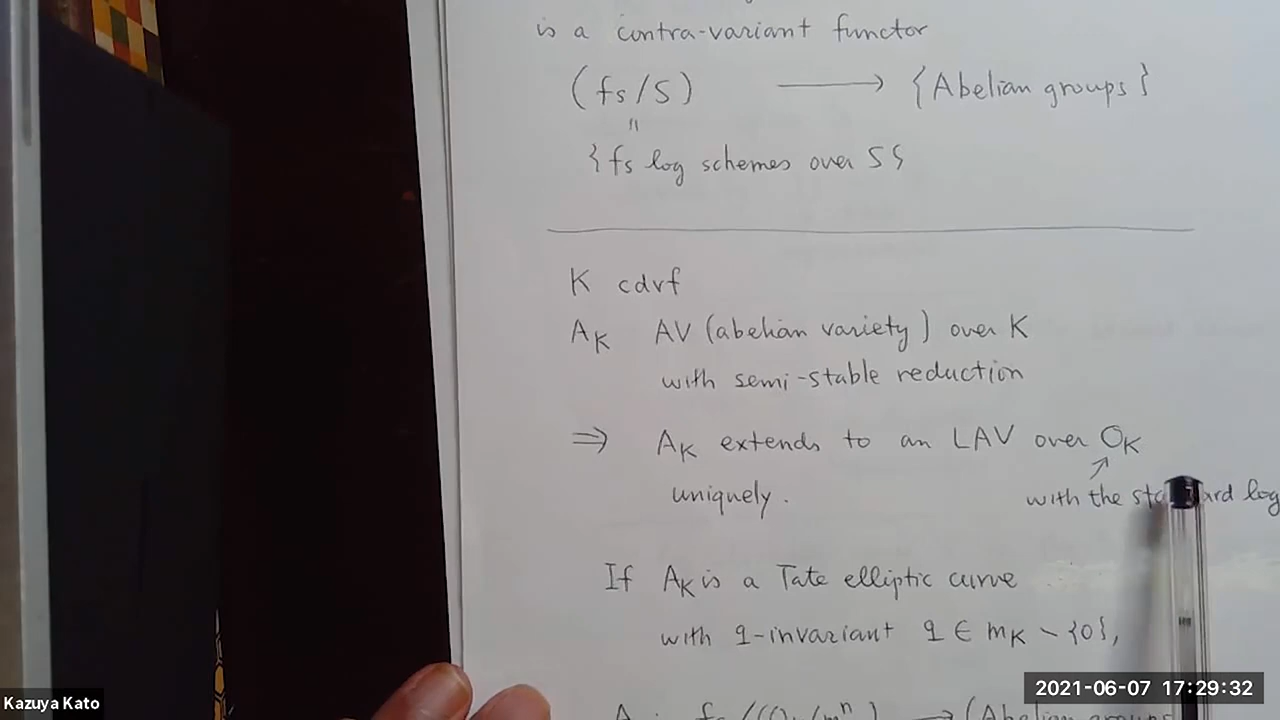 is a contra-variant functor
(fs/S) ⟶ {Abelian groups}
=
{fs log schemes over S}
K cdvf
A_K AV (abelian variety) over K
with semi-stable reduction
⇒ A_K extends to an LAV over O_K
uniquely. with the standard log
If A_K is a Tate elliptic curve
with q-invariant q ∈ m_K ∖ {0},
Kazuya Kato
2021-06-07 17:29:32